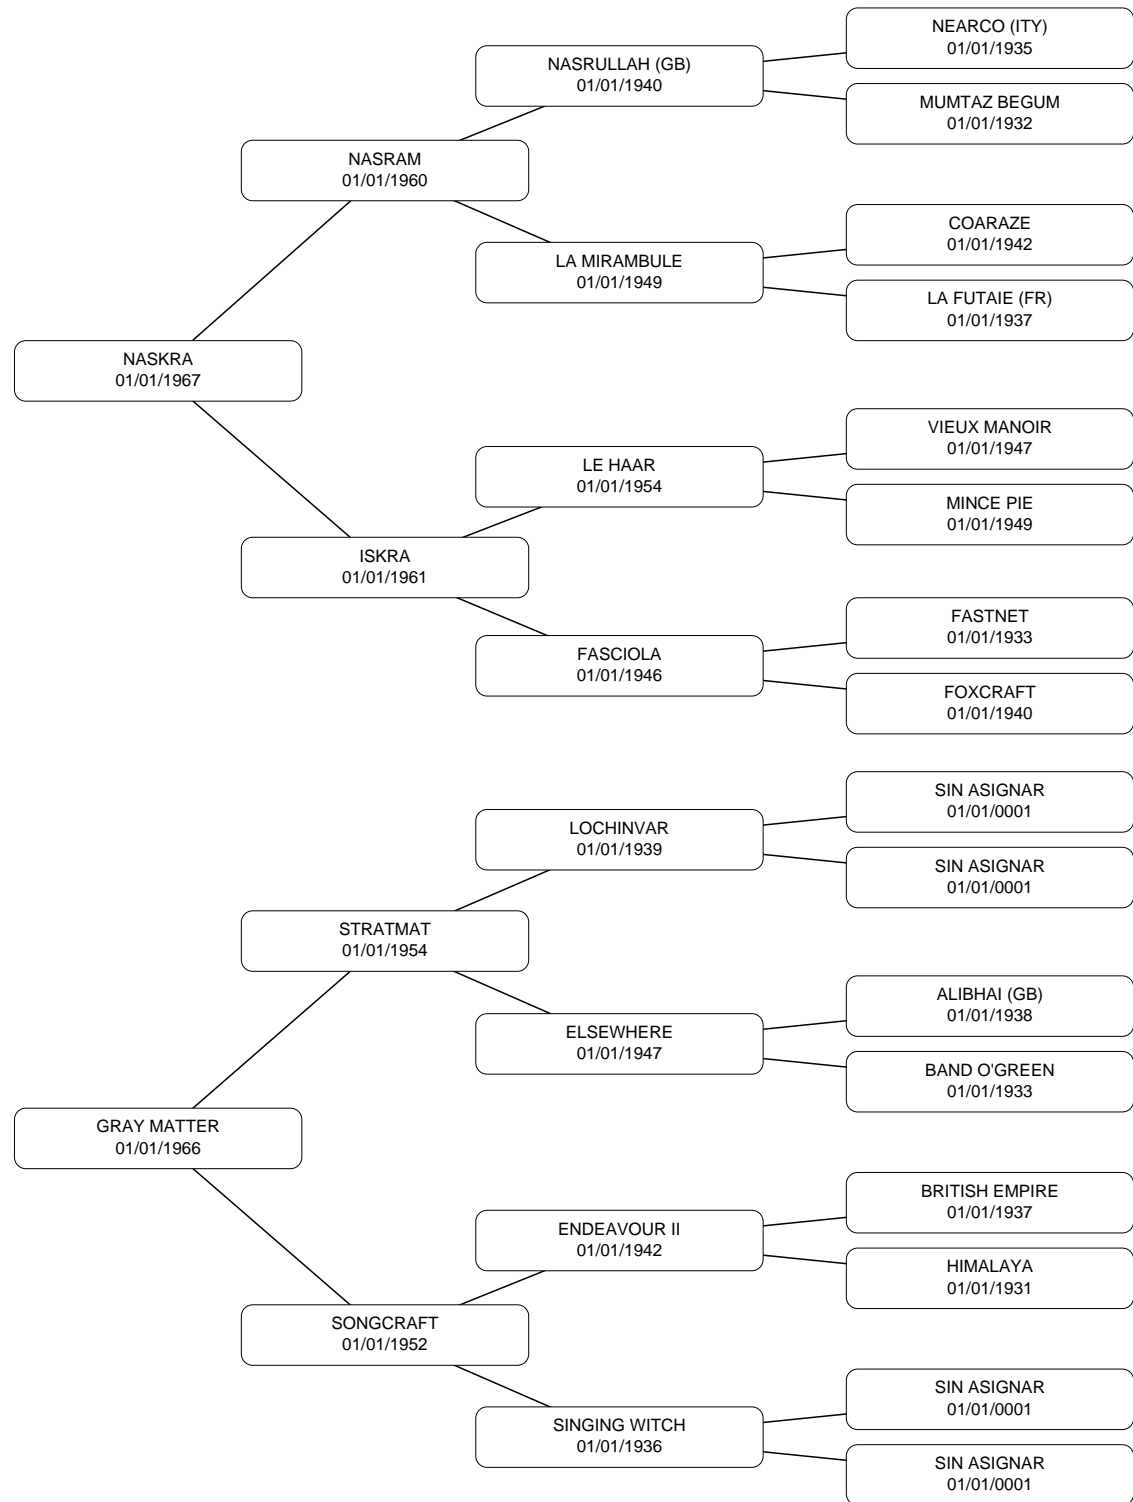 NEARCO (ITY)
01/01/1935
NASRULLAH (GB)
01/01/1940
MUMTAZ BEGUM
01/01/1932
NASRAM
01/01/1960
COARAZE
01/01/1942
LA MIRAMBULE
01/01/1949
LA FUTAIE (FR)
01/01/1937
NASKRA
01/01/1967
VIEUX MANOIR
01/01/1947
LE HAAR
01/01/1954
MINCE PIE
01/01/1949
ISKRA
01/01/1961
FASTNET
01/01/1933
FASCIOLA
01/01/1946
FOXCRAFT
01/01/1940
SIN ASIGNAR
01/01/0001
LOCHINVAR
01/01/1939
SIN ASIGNAR
01/01/0001
STRATMAT
01/01/1954
ALIBHAI (GB)
01/01/1938
ELSEWHERE
01/01/1947
BAND O'GREEN
01/01/1933
GRAY MATTER
01/01/1966
BRITISH EMPIRE
01/01/1937
ENDEAVOUR II
01/01/1942
HIMALAYA
01/01/1931
SONGCRAFT
01/01/1952
SIN ASIGNAR
01/01/0001
SINGING WITCH
01/01/1936
SIN ASIGNAR
01/01/0001